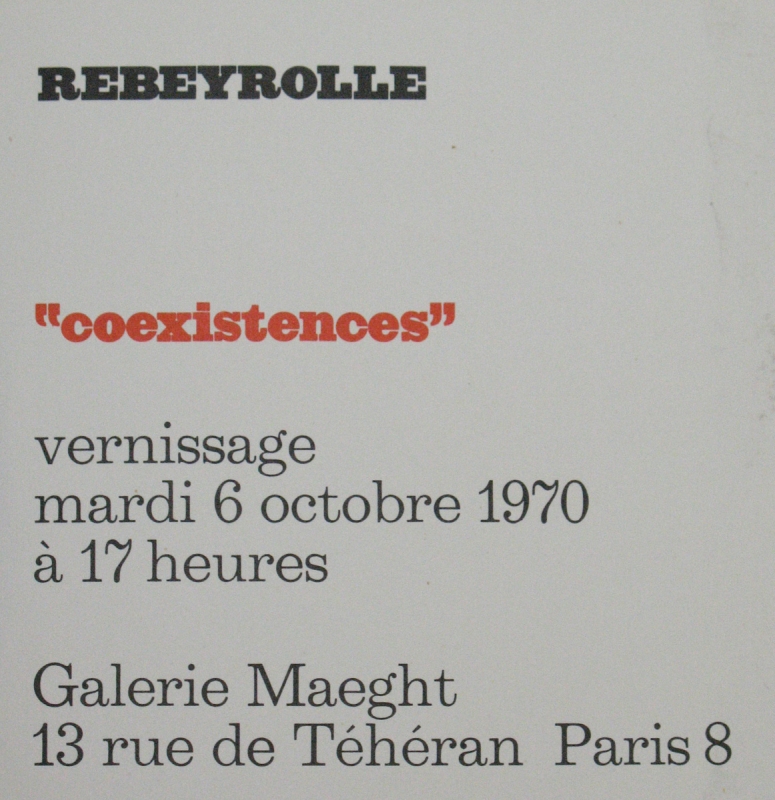 REBEYROLLE
"coexistences"
vernissage
mardi 6 octobre 1970
à 17 heures
Galerie Maeght
13 rue de Téhéran Paris 8